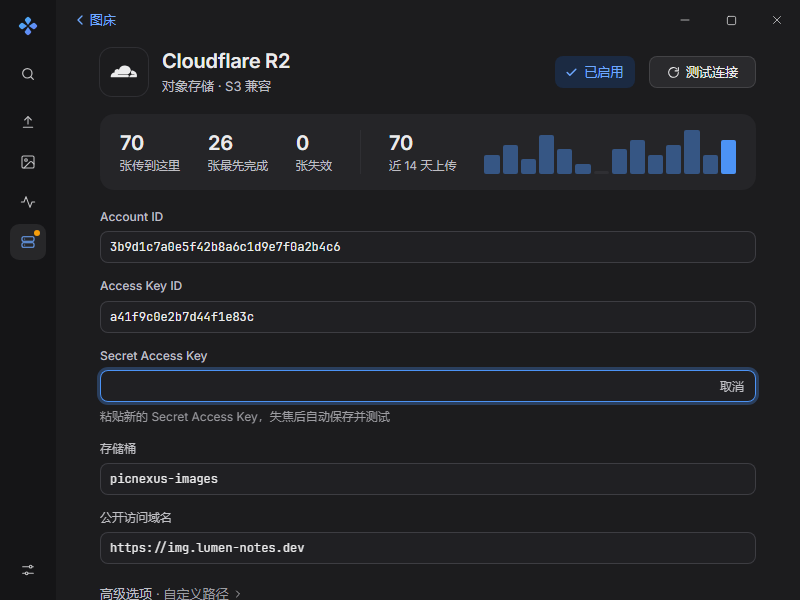 图床
Cloudflare R2
对象存储 · S3 兼容
已启用
测试连接
70
张传到这里
26
张最先完成
0
张失效
70
近 14 天上传
Account ID
3b9d1c7a0e5f42b8a6c1d9e7f0a2b4c6
Access Key ID
a41f9c0e2b7d44f1e83c
Secret Access Key
取消
粘贴新的 Secret Access Key，失焦后自动保存并测试
存储桶
picnexus-images
公开访问域名
https://img.lumen-notes.dev
高级选项 · 自定义路径